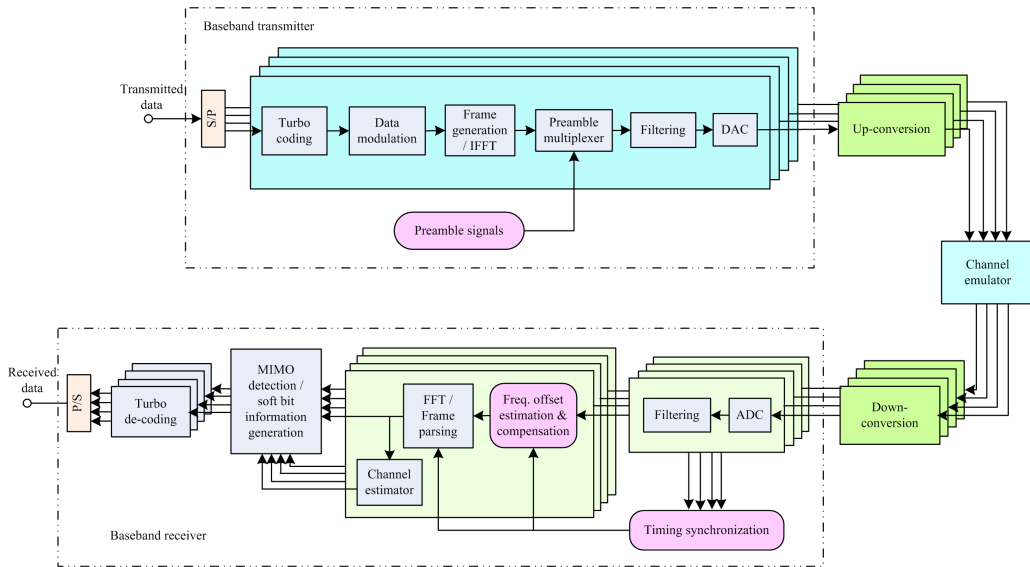 Baseband transmitter
Transmitted
data
S/P
Turbo
coding
Data
modulation
Frame
generation
/ IFFT
Preamble
multiplexer
Filtering
DAC
Up-conversion
Preamble signals
Channel
emulator
Received
data
P/S
Turbo
de-coding
MIMO
detection /
soft bit
information
generation
FFT /
Frame
parsing
Freq. offset
estimation &
compensation
Filtering
ADC
Down-
conversion
Channel
estimator
Timing synchronization
Baseband receiver